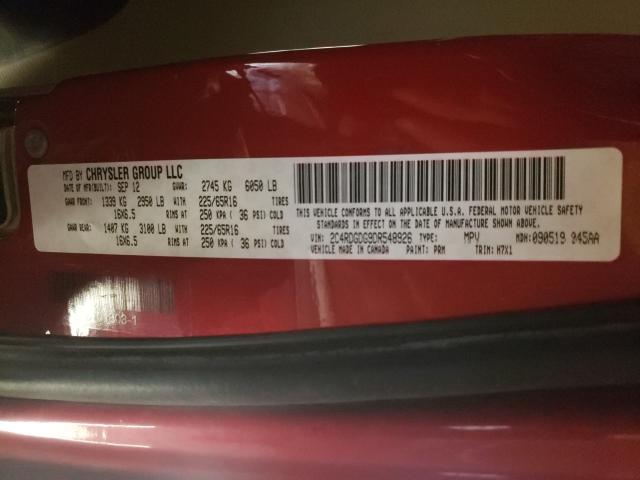 MFD BY CHRYSLER GROUP LLC
DATE OF MFR(BUILT): SEP 12 GVWR: 2745 KG 6050 LB
GAWR FRONT: 1339 KG 2950 LB 225/65R16 TIRES
16X6.5 RIMS AT 250 KPA ( 36 PSI) COLD
GAWR REAR: 1407 KG 3100 LB 225/65R16 TIRES
16X6.5 RIMS AT 250 KPA ( 36 PSI) COLD
THIS VEHICLE CONFORMS TO ALL APPLICABLE U.S.A. FEDERAL MOTOR VEHICLE SAFETY
STANDARDS IN EFFECT ON THE DATE OF MANUFACTURE SHOWN ABOVE.
VIN: 2C4RDGDG9DR548926 TYPE: MPV MDH: 090519 945AA
VEHICLE MADE IN CANADA PAINT: PRM TRIM: H7X1